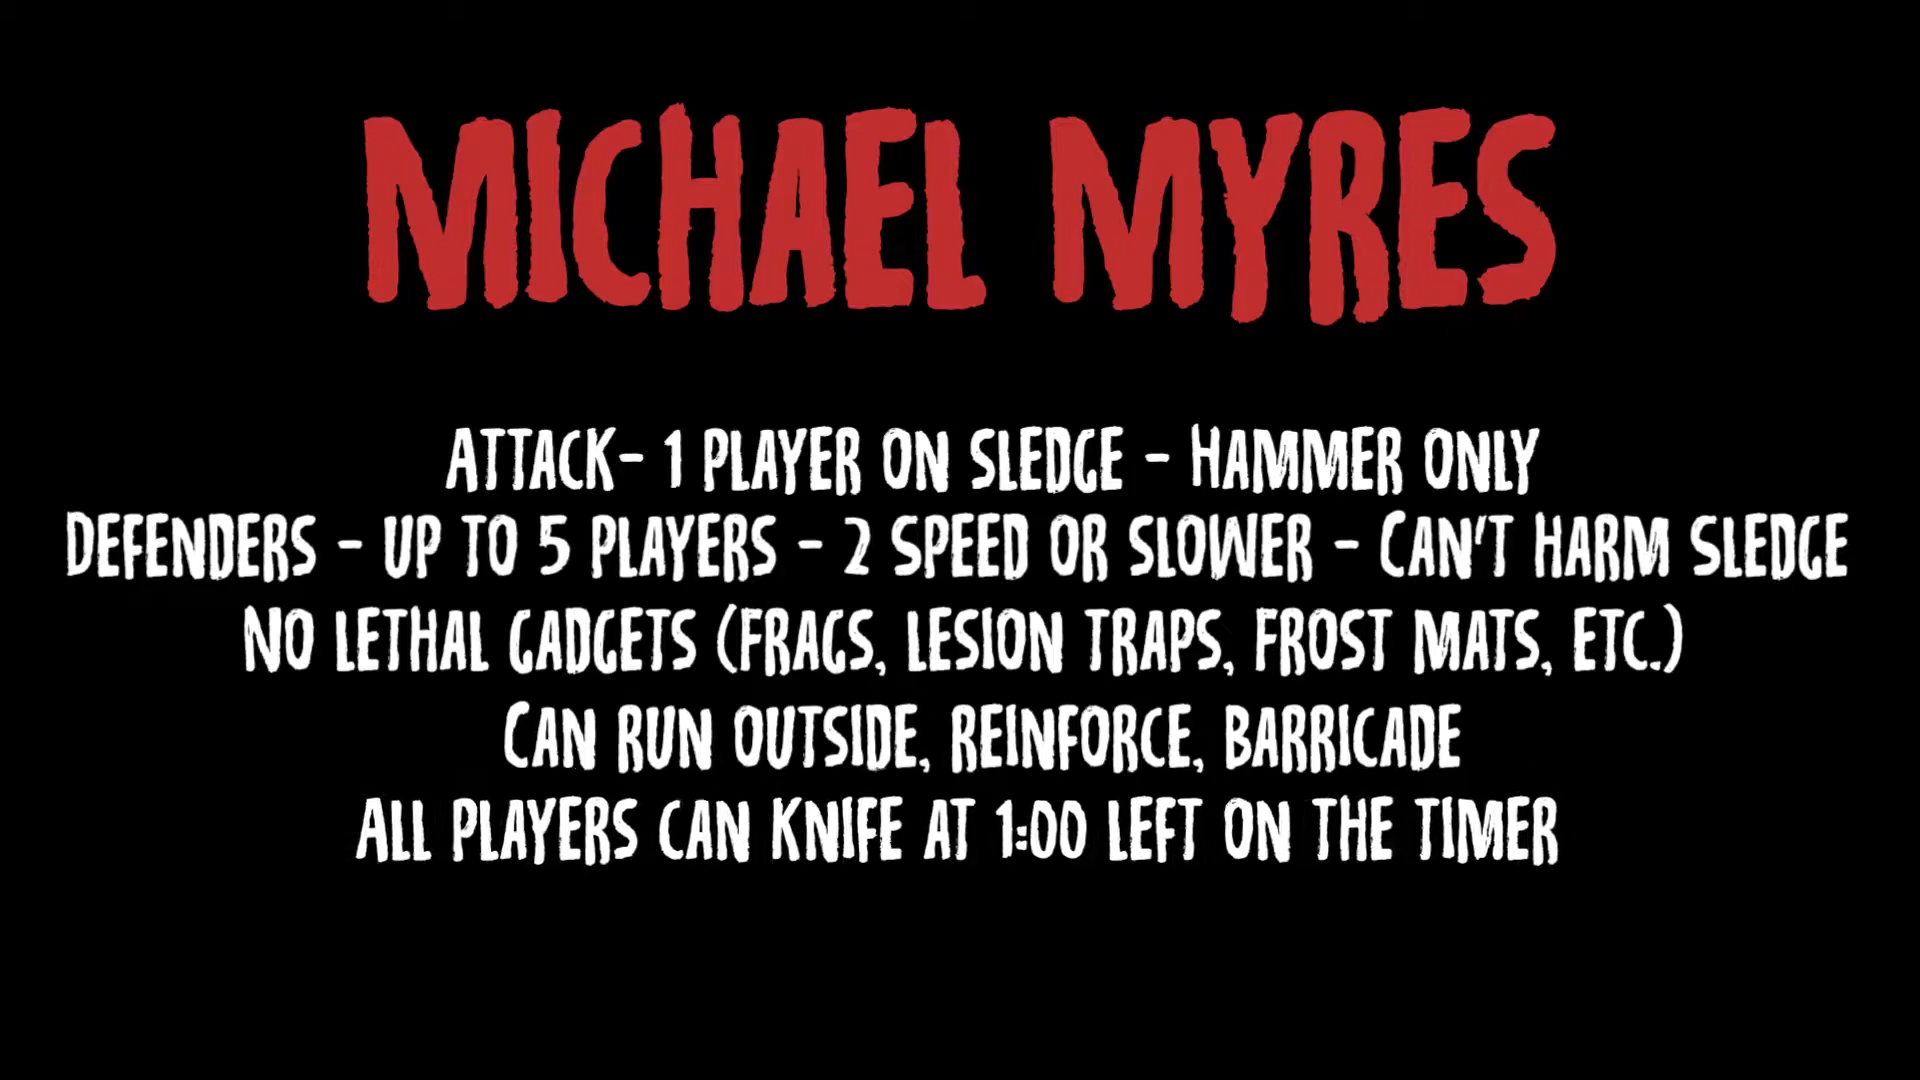 MICHAEL MYRES
ATTACK- 1 PLAYER ON SLEDGE - HAMMER ONLY
DEFENDERS - UP TO 5 PLAYERS - 2 SPEED OR SLOWER - CAN'T HARM SLEDGE
NO LETHAL GADGETS (FRAGS, LESION TRAPS, FROST MATS, ETC.)
CAN RUN OUTSIDE, REINFORCE, BARRICADE
ALL PLAYERS CAN KNIFE AT 1:00 LEFT ON THE TIMER